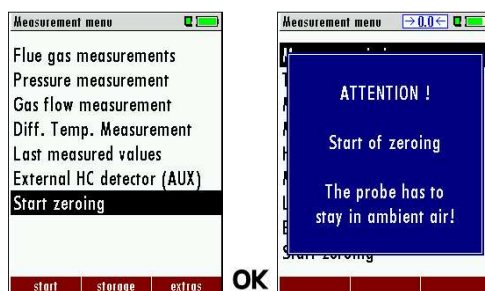 Measurement menu
Flue gas measurements
Pressure measurement
Gas flow measurement
Diff. Temp. Measurement
Last measured values
External HC detector (AUX)
Start zeroing
start storage extras
OK
Measurement menu →0.0←
ATTENTION !
Start of zeroing
The probe has to
stay in ambient air!
Start zeroing